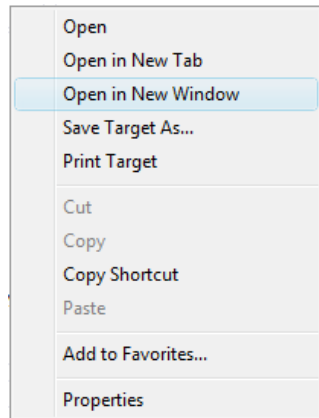 Open
Open in New Tab
Open in New Window
Save Target As...
Print Target
Cut
Copy
Copy Shortcut
Paste
Add to Favorites...
Properties